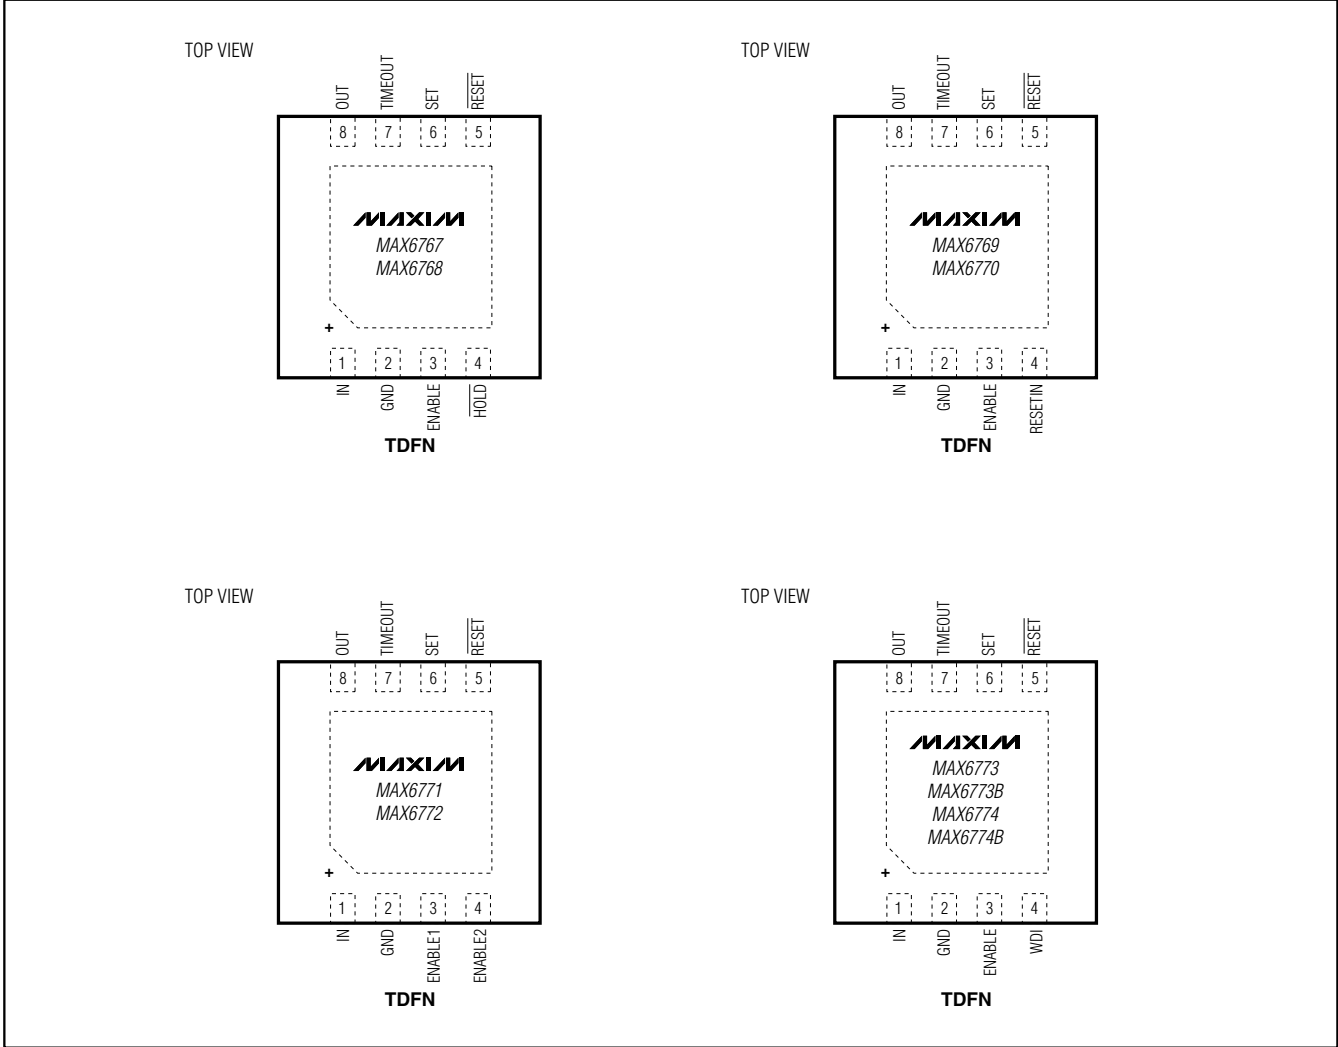 TOP VIEW
OUT
TIMEOUT
SET
RESET
8 7 6 5
MAXIM
MAX6767
MAX6768
+
1 2 3 4
IN
GND
ENABLE
HOLD
TDFN
TOP VIEW
OUT
TIMEOUT
SET
RESET
8 7 6 5
MAXIM
MAX6769
MAX6770
+
1 2 3 4
IN
GND
ENABLE
RESETIN
TDFN
TOP VIEW
OUT
TIMEOUT
SET
RESET
8 7 6 5
MAXIM
MAX6771
MAX6772
+
1 2 3 4
IN
GND
ENABLE1
ENABLE2
TDFN
TOP VIEW
OUT
TIMEOUT
SET
RESET
8 7 6 5
MAXIM
MAX6773
MAX6773B
MAX6774
MAX6774B
+
1 2 3 4
IN
GND
ENABLE
WDI
TDFN